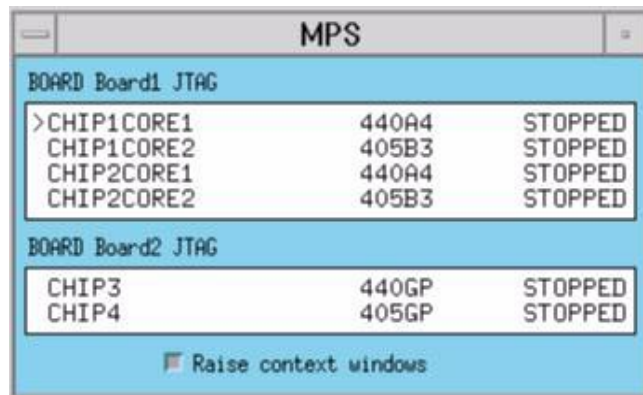 MPS
BOARD Board1 JTAG
>CHIP1CORE1 440A4 STOPPED
CHIP1CORE2 405B3 STOPPED
CHIP2CORE1 440A4 STOPPED
CHIP2CORE2 405B3 STOPPED
BOARD Board2 JTAG
CHIP3 440GP STOPPED
CHIP4 405GP STOPPED
Raise context windows